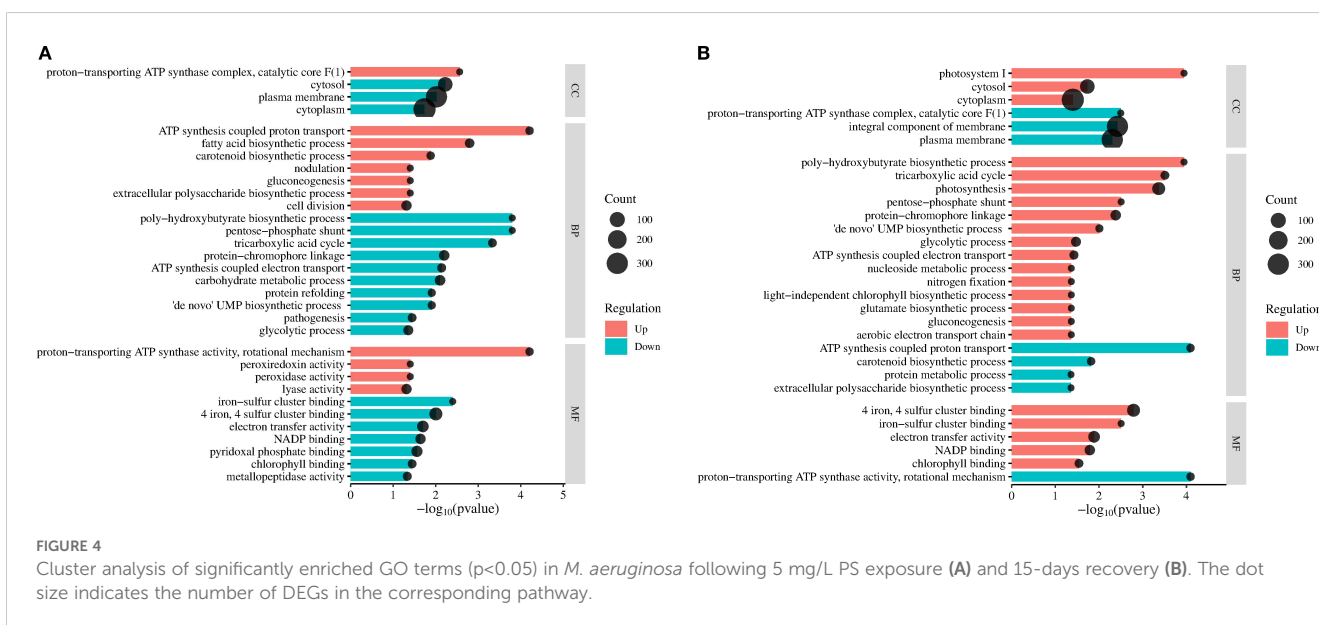 A
proton−transporting ATP synthase complex, catalytic core F(1)
cytosol
plasma membrane
cytoplasm
CC
ATP synthesis coupled proton transport
fatty acid biosynthetic process
carotenoid biosynthetic process
nodulation
gluconeogenesis
extracellular polysaccharide biosynthetic process
cell division
poly−hydroxybutyrate biosynthetic process
pentose−phosphate shunt
tricarboxylic acid cycle
protein−chromophore linkage
ATP synthesis coupled electron transport
carbohydrate metabolic process
protein refolding
'de novo' UMP biosynthetic process
pathogenesis
glycolytic process
BP
proton−transporting ATP synthase activity, rotational mechanism
peroxiredoxin activity
peroxidase activity
lyase activity
iron−sulfur cluster binding
4 iron, 4 sulfur cluster binding
electron transfer activity
NADP binding
pyridoxal phosphate binding
chlorophyll binding
metallopeptidase activity
MF
0 1 2 3 4 5
−log10(pvalue)
Count
100
200
300
Regulation
Up
Down
B
photosystem I
cytosol
cytoplasm
proton−transporting ATP synthase complex, catalytic core F(1)
integral component of membrane
plasma membrane
CC
poly−hydroxybutyrate biosynthetic process
tricarboxylic acid cycle
photosynthesis
pentose−phosphate shunt
protein−chromophore linkage
'de novo' UMP biosynthetic process
glycolytic process
ATP synthesis coupled electron transport
nucleoside metabolic process
nitrogen fixation
light−independent chlorophyll biosynthetic process
glutamate biosynthetic process
gluconeogenesis
aerobic electron transport chain
ATP synthesis coupled proton transport
carotenoid biosynthetic process
protein metabolic process
extracellular polysaccharide biosynthetic process
BP
4 iron, 4 sulfur cluster binding
iron−sulfur cluster binding
electron transfer activity
NADP binding
chlorophyll binding
proton−transporting ATP synthase activity, rotational mechanism
MF
0 1 2 3 4
−log10(pvalue)
Count
100
200
300
Regulation
Up
Down
FIGURE 4
Cluster analysis of significantly enriched GO terms (p<0.05) in M. aeruginosa following 5 mg/L PS exposure (A) and 15-days recovery (B). The dot
size indicates the number of DEGs in the corresponding pathway.